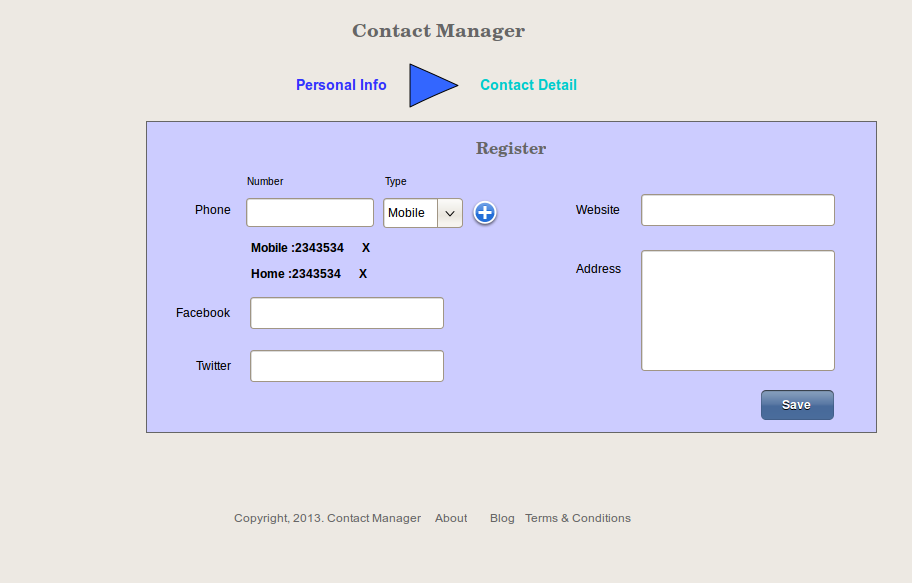 Contact Manager
Personal Info
Contact Detail
Register
Number
Type
Phone
Mobile
Website
Mobile :2343534 X
Home :2343534 X
Address
Facebook
Twitter
Save
Copyright, 2013. Contact Manager About Blog Terms & Conditions